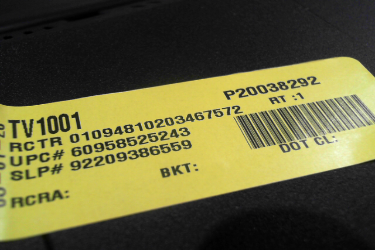 P20038292
TV1001 RT :1
RCTR 01094810203467572
UPC# 60958525243
SLP# 92209386559
DOT CL:
BKT:
RCRA: